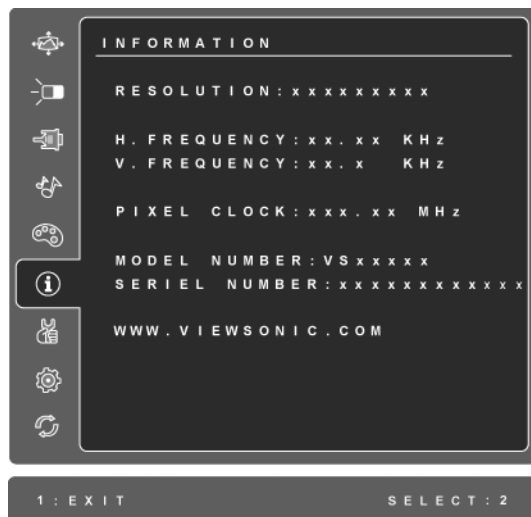 INFORMATION
RESOLUTION:xxxxxxxxx
H. FREQUENCY:xx.xx KHz
V. FREQUENCY:xx.x KHz
PIXEL CLOCK:xxx.xx MHz
MODEL NUMBER:VSxxxxx
SERIEL NUMBER:xxxxxxxxxxxx
WWW.VIEWSONIC.COM
1:EXIT SELECT:2